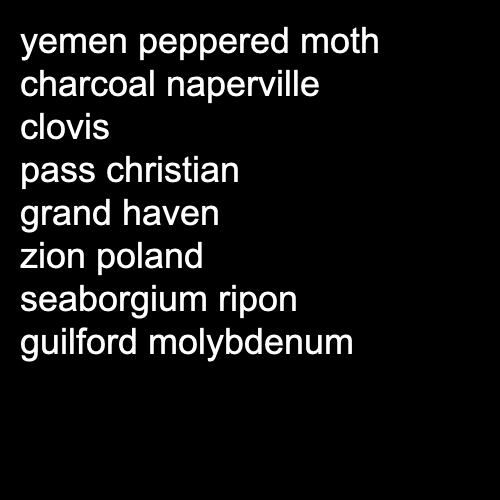 yemen peppered moth
charcoal naperville
clovis
pass christian
grand haven
zion poland
seaborgium ripon
guilford molybdenum